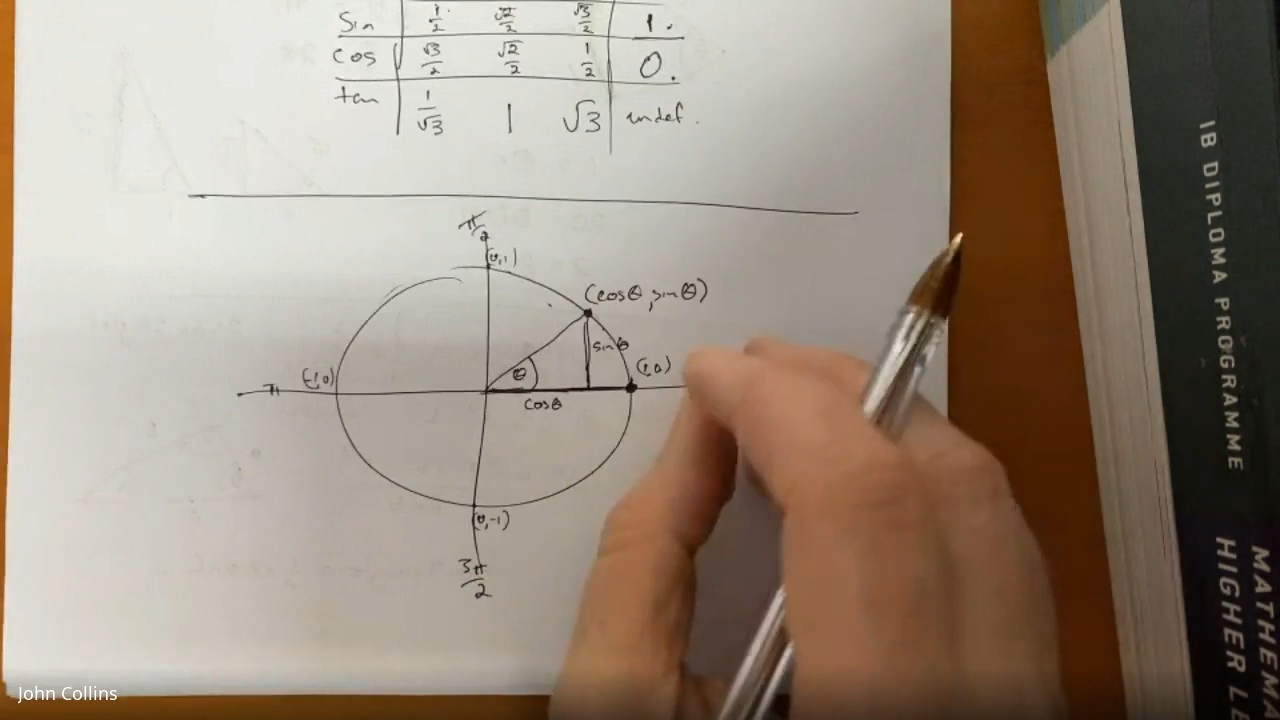 Sin 1/2 √2/2 √3/2 1.
cos √3/2 √2/2 1/2 0.
tan 1/√3 1 √3 undef.
π/2
(0,1)
(cosθ, sinθ)
sinθ
θ
(1,0)
π
(-1,0)
cosθ
(0,-1)
3π/2
IB DIPLOMA PROGRAMME
MATHEMA
HIGHER LE
John Collins